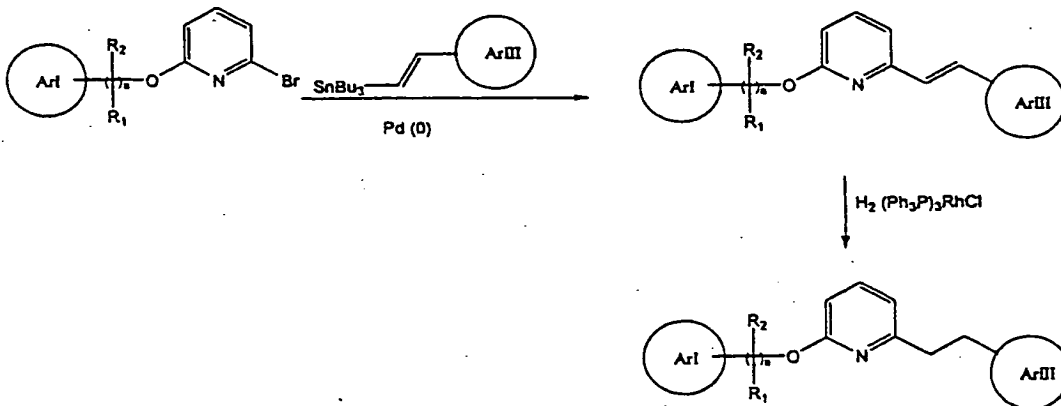 ArI
R2
( )n
R1
O
N
Br
SnBu3
ArIII
Pd (0)
ArI
R2
( )n
R1
O
N
ArIII
H2 (Ph3P)3RhCl
ArI
R2
( )n
R1
O
N
ArIII